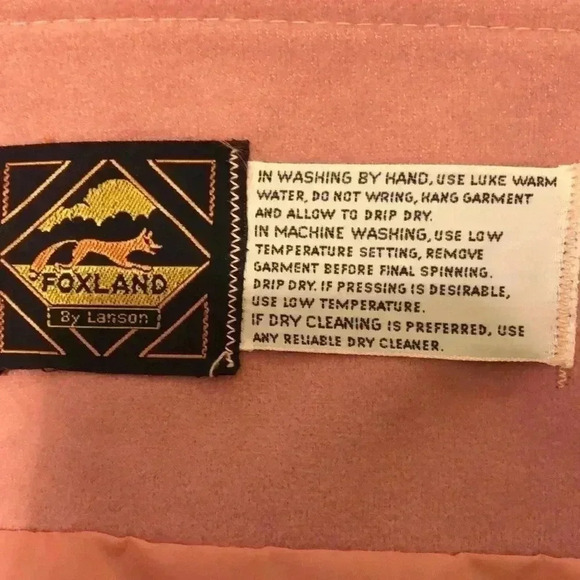 FOXLAND
By Lanson
IN WASHING BY HAND, USE LUKE WARM
WATER, DO NOT WRING, HANG GARMENT
AND ALLOW TO DRIP DRY.
IN MACHINE WASHING, USE LOW
TEMPERATURE SETTING, REMOVE
GARMENT BEFORE FINAL SPINNING.
DRIP DRY. IF PRESSING IS DESIRABLE,
USE LOW TEMPERATURE.
IF DRY CLEANING IS PREFERRED, USE
ANY RELIABLE DRY CLEANER.